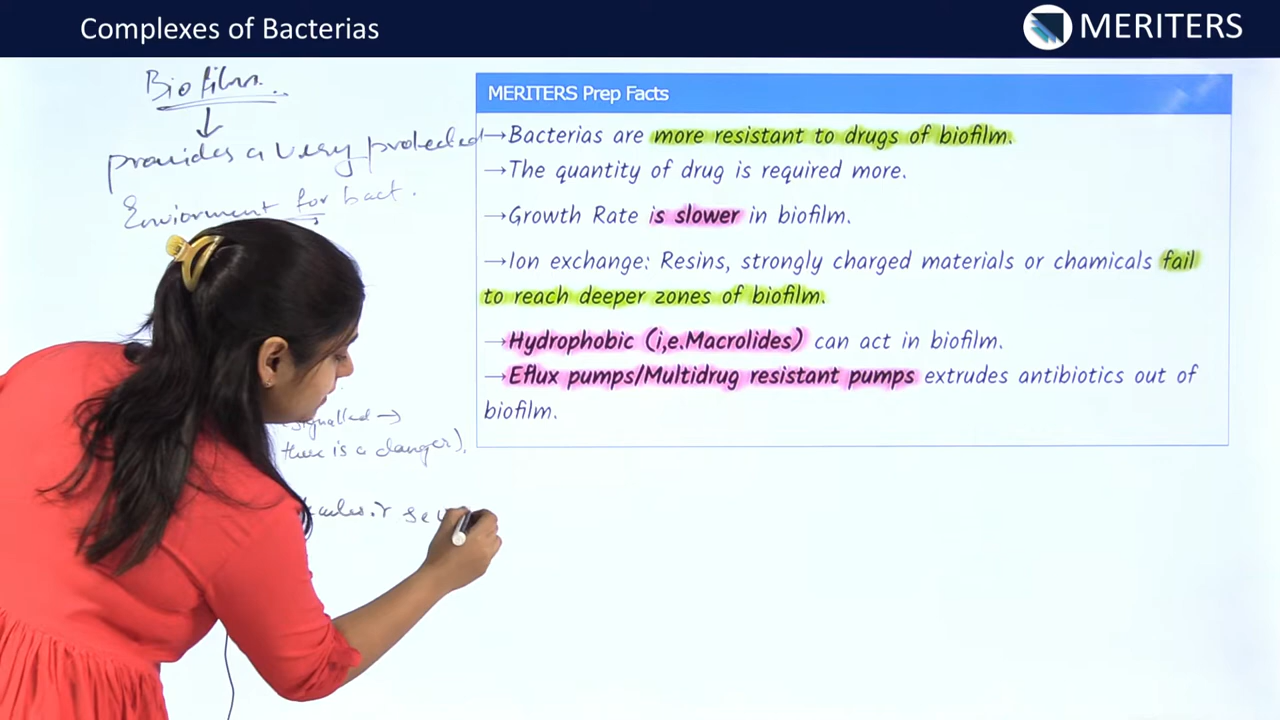 Complexes of Bacterias
MERITERS
Biofilm
provides a very protected
Enviorment for bact.
(signalled →
there is a danger),
MERITERS Prep Facts
→Bacterias are more resistant to drugs of biofilm.
→The quantity of drug is required more.
→Growth Rate is slower in biofilm.
→Ion exchange: Resins, strongly charged materials or chamicals fail
to reach deeper zones of biofilm.
→Hydrophobic (i,e.Macrolides) can act in biofilm.
→Eflux pumps/Multidrug resistant pumps extrudes antibiotics out of
biofilm.